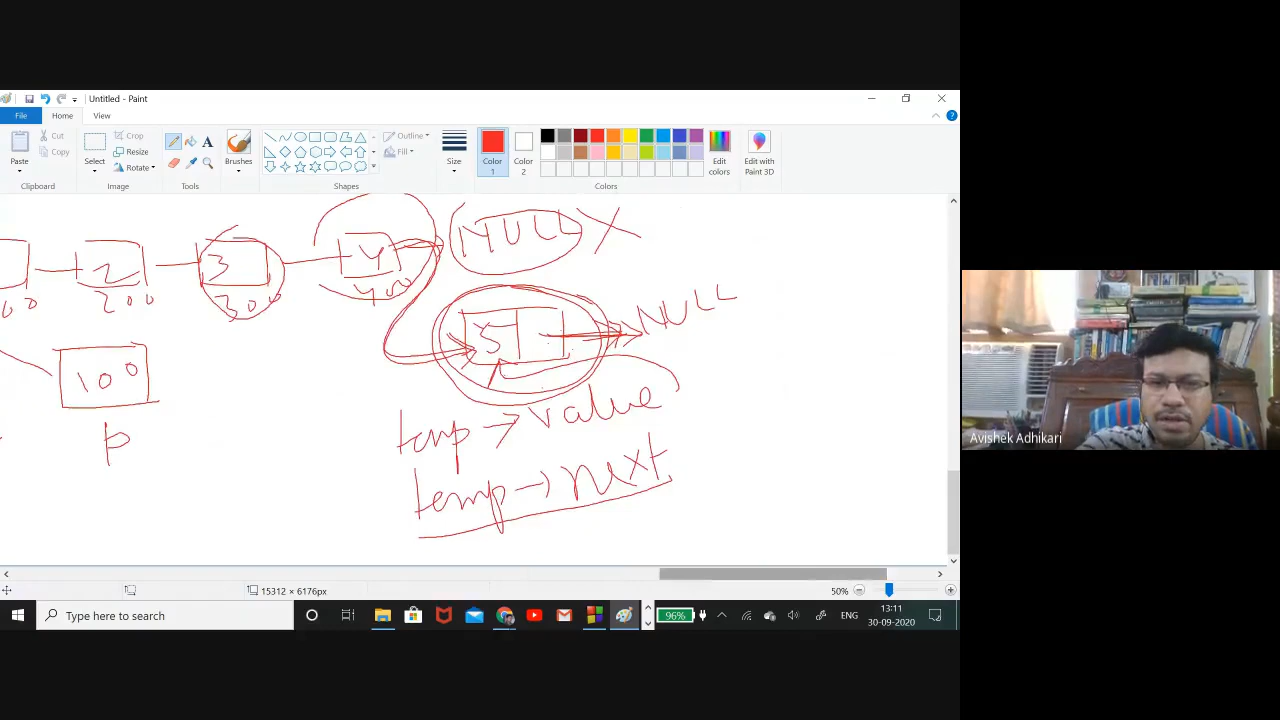 Untitled - Paint
File
Home
View
Paste
Cut
Copy
Clipboard
Select
Crop
Resize
Rotate
Image
Tools
Brushes
Outline
Fill
Shapes
Size
Color
1
Color
2
Colors
Edit
colors
Edit with
Paint 3D
NULL X
2
3
4
00
200
300
400
5
NULL
100
p
temp → value
temp → next
15312 × 6176px
50%
Type here to search
96%
ENG
13:11
30-09-2020
Avishek Adhikari